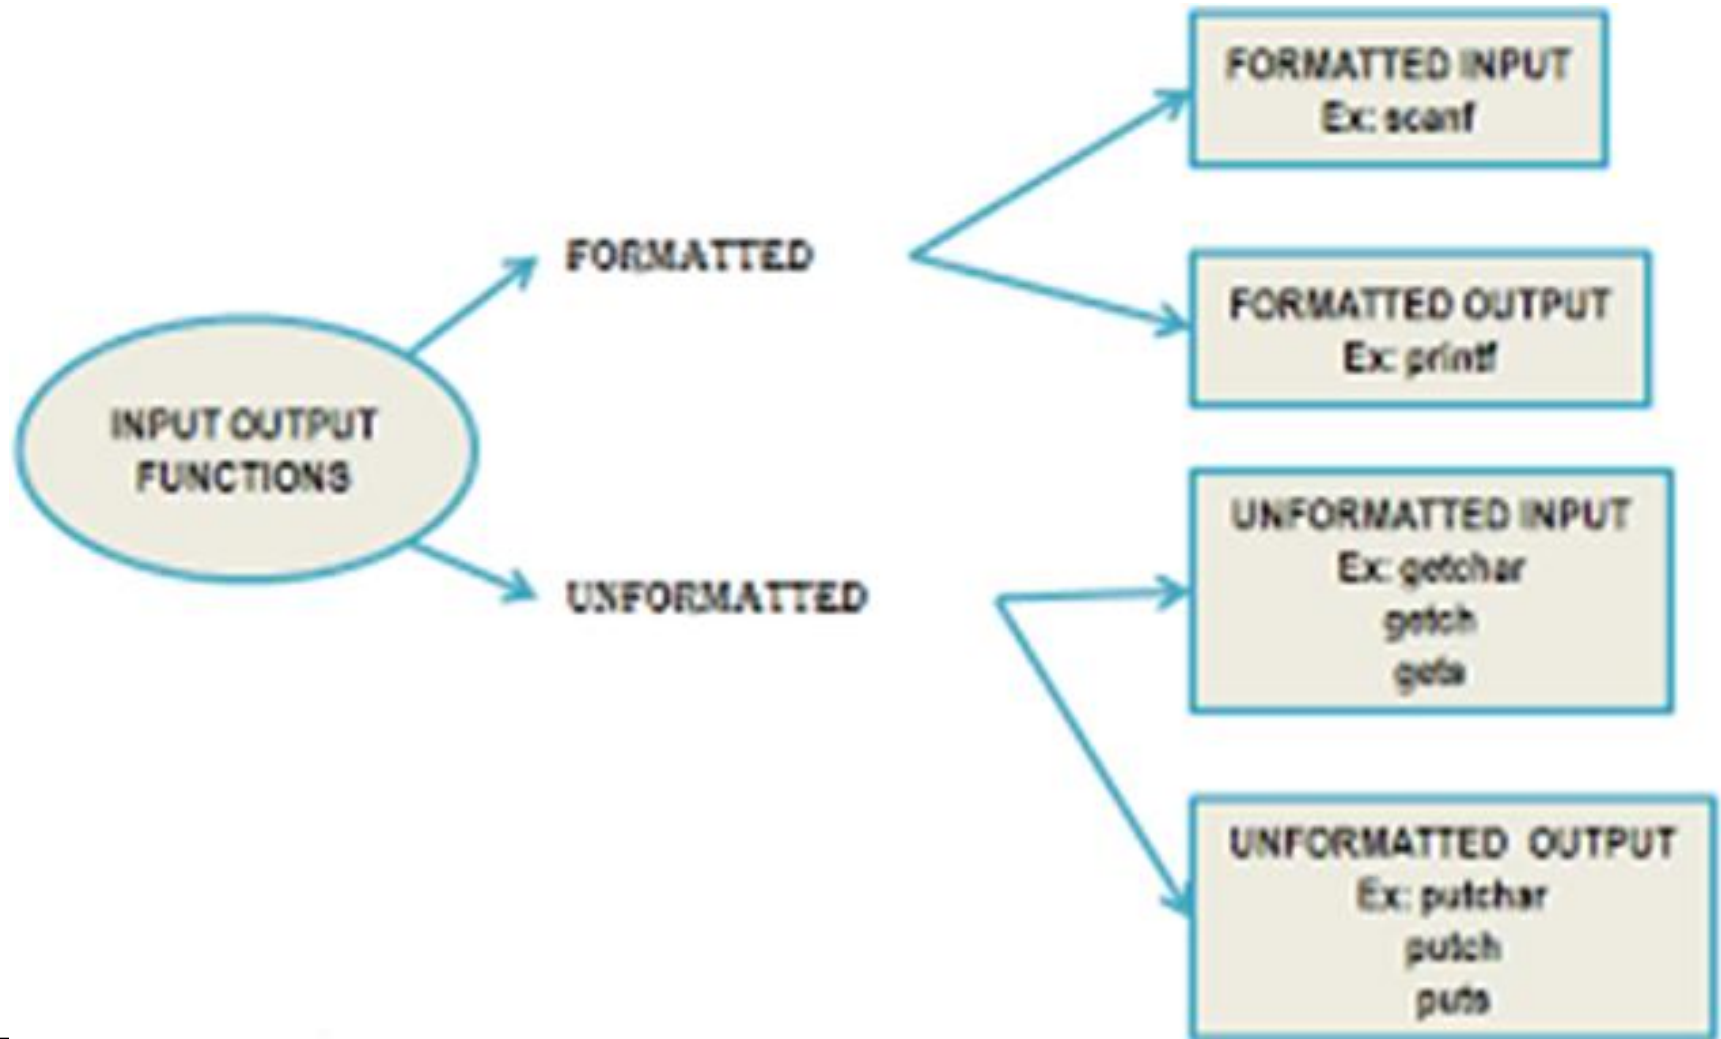 INPUT OUTPUT
FUNCTIONS
FORMATTED
FORMATTED INPUT
Ex: scanf
FORMATTED OUTPUT
Ex: printf
UNFORMATTED
UNFORMATTED INPUT
Ex: getchar
getch
gets
UNFORMATTED OUTPUT
Ex: putchar
putch
puts